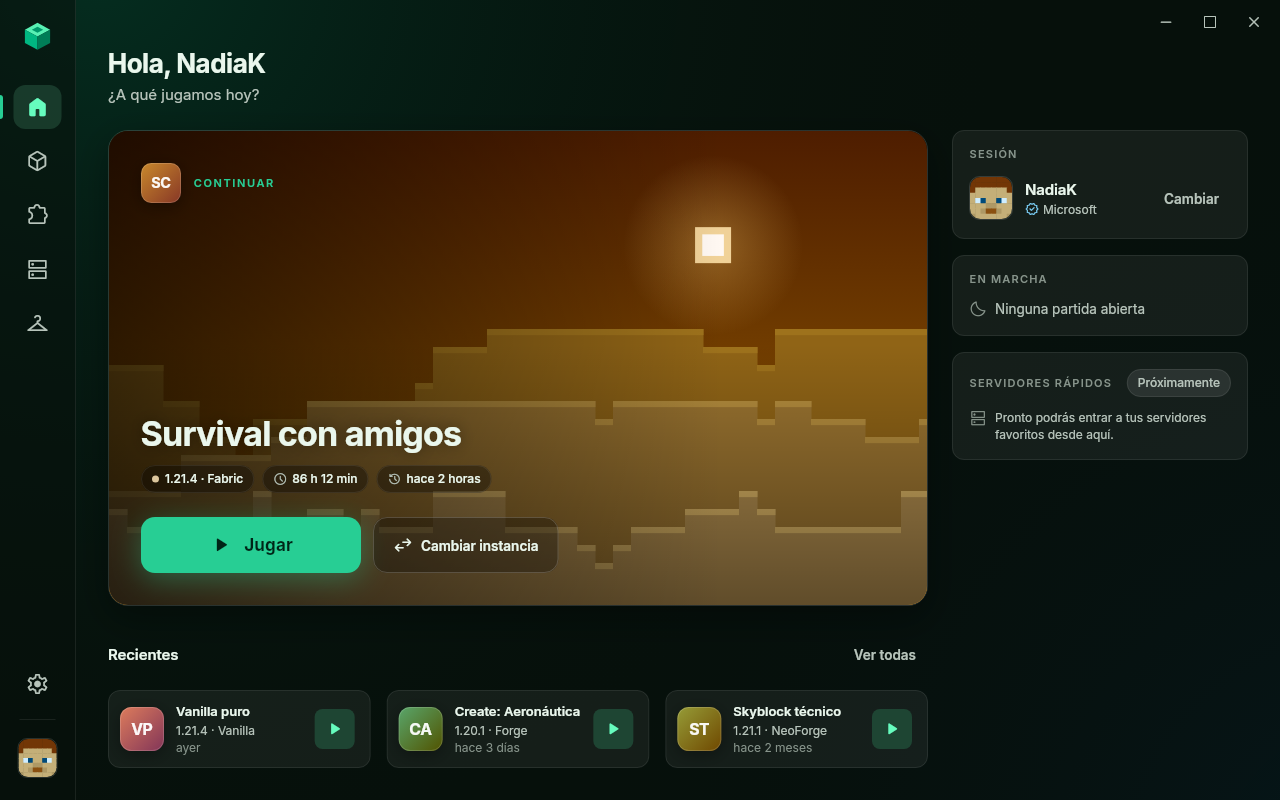 Hola, NadiaK
¿A qué jugamos hoy?
SC
CONTINUAR
Survival con amigos
1.21.4 · Fabric
86 h 12 min
hace 2 horas
Jugar
Cambiar instancia
SESIÓN
NadiaK
Microsoft
Cambiar
EN MARCHA
Ninguna partida abierta
SERVIDORES RÁPIDOS
Próximamente
Pronto podrás entrar a tus servidores
favoritos desde aquí.
Recientes
Ver todas
VP
Vanilla puro
1.21.4 · Vanilla
ayer
CA
Create: Aeronáutica
1.20.1 · Forge
hace 3 días
ST
Skyblock técnico
1.21.1 · NeoForge
hace 2 meses